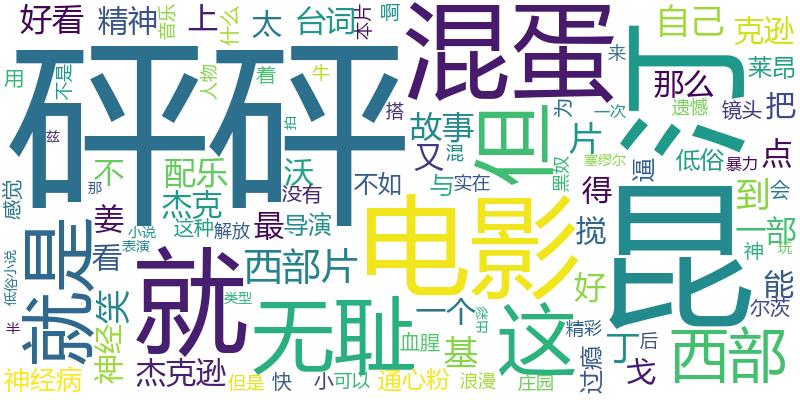 好看
精神
音乐
上
什么
太
台词
本片
啊
混蛋
汀
自己
克逊
用
不是
人物
着
牛
来
那么
莱昂
砰砰
兹
拍
搭
故事
但
为
一次
遗憾
镜头
把
片
又
混
黑奴
塞缪尔
逼
低俗
暴力
点
不
配乐
沃
没有
不如
与
实在
得
昆
到
会
感觉
那
杰克
姜
这种
解放
最
导演
搅
一部
就是
看
小说
表演
就
西部片
电影
好
神
玩
低俗小说
笑
类型
无耻
一个
出彩
这
精彩
能
尔茨
半
神经
血腥
基
过瘾
丁
后
西部
神经病
杰克逊
但是
快
小
可以
通心粉
浪漫
庄园
戈